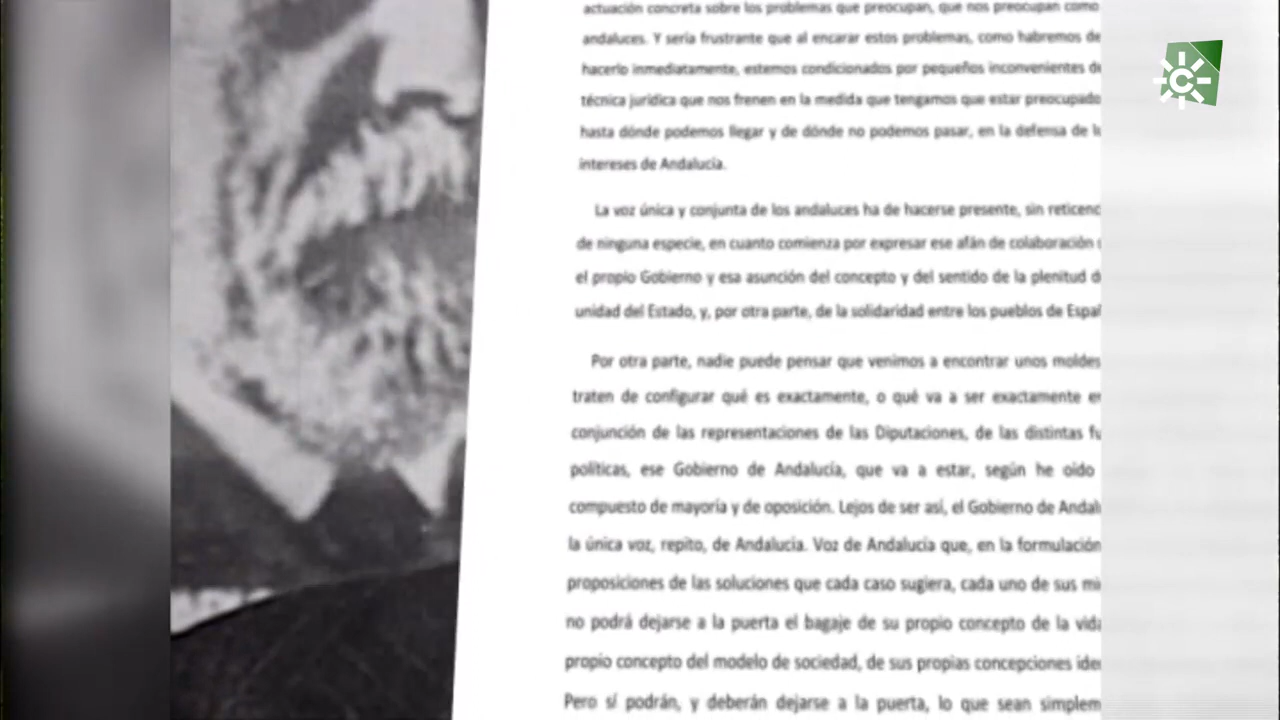 actuación concreta sobre los problemas que preocupan, que nos preocupan como
andaluces. Y sería frustrante que al encarar estos problemas, como habremos de
hacerlo inmediatamente, estemos condicionados por pequeños inconvenientes de
técnica jurídica que nos frenen en la medida que tengamos que estar preocupado
hasta dónde podemos llegar y de dónde no podemos pasar, en la defensa de
intereses de Andalucía.
La voz única y conjunta de los andaluces ha de hacerse presente, sin reticenc
de ninguna especie, en cuanto comienza por expresar ese afán de colaboración
el propio Gobierno y esa asunción del concepto y del sentido de la plenitud d
unidad del Estado, y, por otra parte, de la solidaridad entre los pueblos de Espa
Por otra parte, nadie puede pensar que venimos a encontrar unos moldes
traten de configurar qué es exactamente, o qué va a ser exactamente e
conjunción de las representaciones de las Diputaciones, de las distintas fu
políticas, ese Gobierno de Andalucía, que va a estar, según he oido
compuesto de mayoría y de oposición. Lejos de ser así, el Gobierno de Andal
la única voz, repito, de Andalucia. Voz de Andalucía que, en la formulación
proposiciones de las soluciones que cada caso sugiera, cada uno de sus mi
no podrá dejarse a la puerta el bagaje de su propio concepto de la vida
propio concepto del modelo de sociedad, de sus propias concepciones ide
Pero sí podrán, y deberán dejarse a la puerta, lo que sean simplem